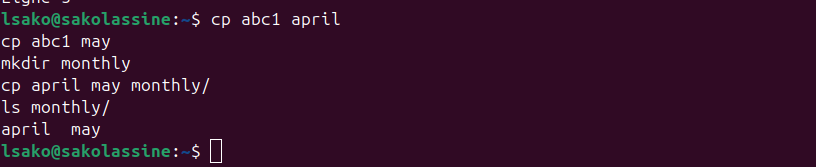 lsako@sakolassine:~$ cp abc1 april
cp abc1 may
mkdir monthly
cp april may monthly/
ls monthly/
april  may
lsako@sakolassine:~$